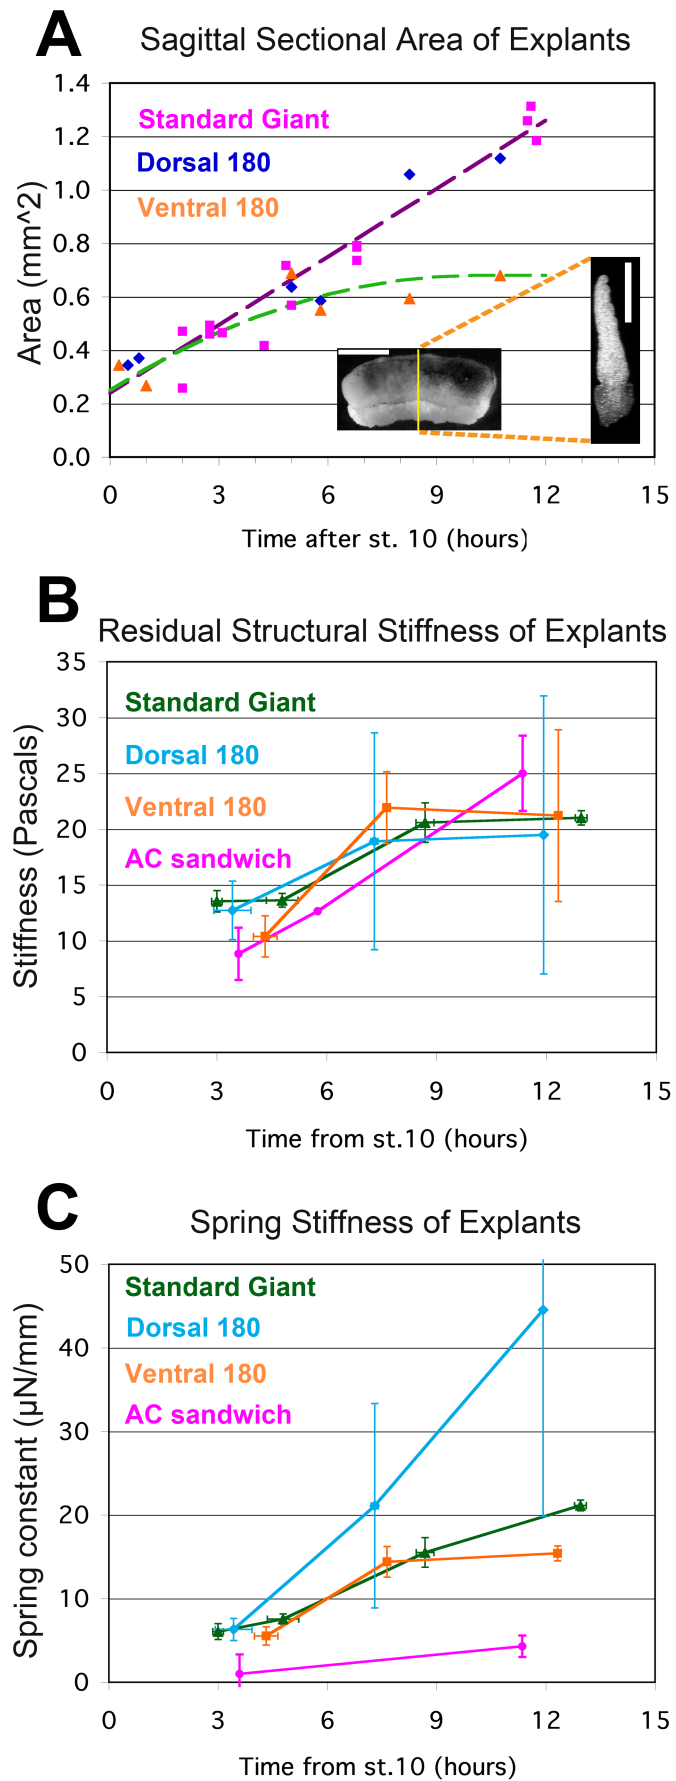 A
Sagittal Sectional Area of Explants
1.4
1.2
1.0
0.8
0.6
0.4
0.2
0.0
Area (mm^2)
Standard Giant
Dorsal 180
Ventral 180
0 3 6 9 12 15
Time after st. 10 (hours)
B
Residual Structural Stiffness of Explants
35
30
25
20
15
10
5
0
Stiffness (Pascals)
Standard Giant
Dorsal 180
Ventral 180
AC sandwich
0 3 6 9 12 15
Time from st.10 (hours)
C
Spring Stiffness of Explants
50
40
30
20
10
0
Spring constant (µN/mm)
Standard Giant
Dorsal 180
Ventral 180
AC sandwich
0 3 6 9 12 15
Time from st.10 (hours)